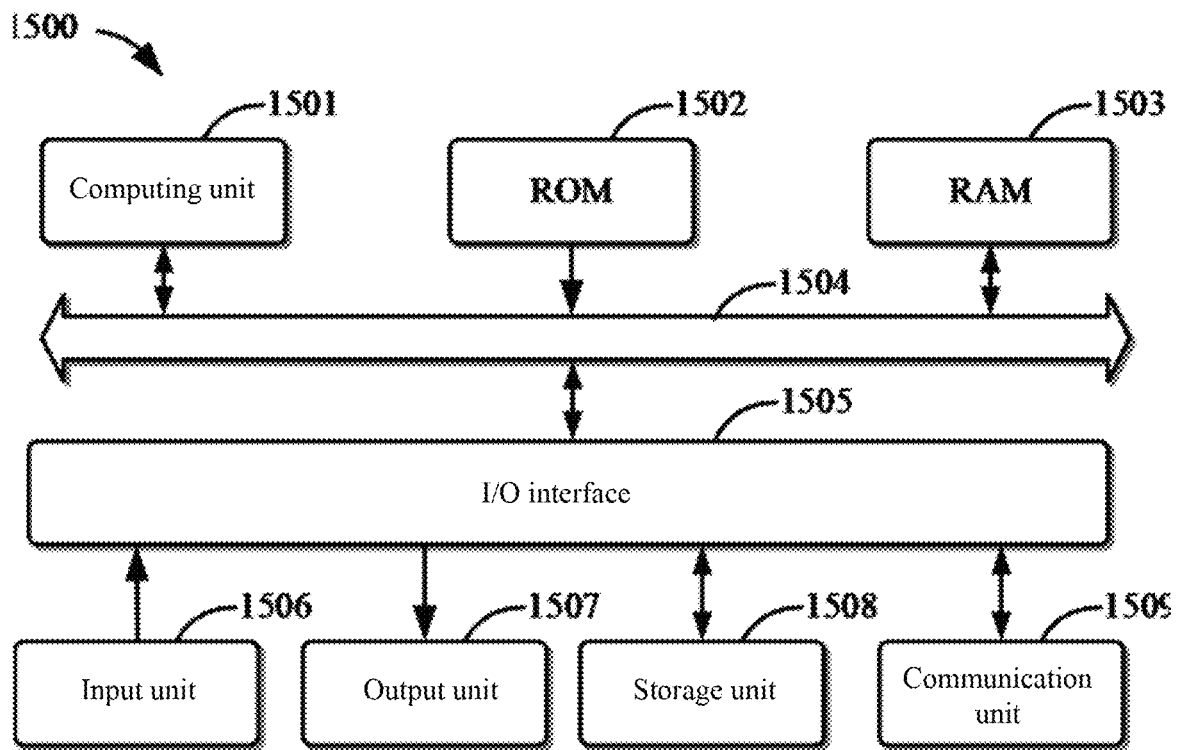 1500
1501
1502
1503
Computing unit
ROM
RAM
1504
1505
I/O interface
1506
1507
1508
1509
Input unit
Output unit
Storage unit
Communication
unit